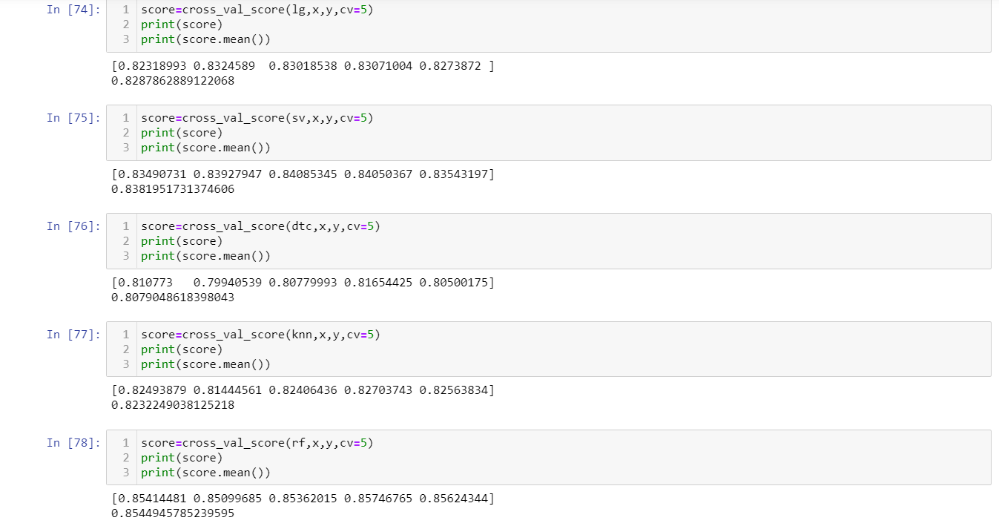 In [74]: 1 score=cross_val_score(lg,x,y,cv=5)
2 print(score)
3 print(score.mean())
[0.82318993 0.8324589  0.83018538 0.83071004 0.8273872 ]
0.8287862889122068
In [75]: 1 score=cross_val_score(sv,x,y,cv=5)
2 print(score)
3 print(score.mean())
[0.83490731 0.83927947 0.84085345 0.84050367 0.83543197]
0.8381951731374606
In [76]: 1 score=cross_val_score(dtc,x,y,cv=5)
2 print(score)
3 print(score.mean())
[0.810773   0.79940539 0.80779993 0.81654425 0.80500175]
0.8079048618398043
In [77]: 1 score=cross_val_score(knn,x,y,cv=5)
2 print(score)
3 print(score.mean())
[0.82493879 0.81444561 0.82406436 0.82703743 0.82563834]
0.8232249038125218
In [78]: 1 score=cross_val_score(rf,x,y,cv=5)
2 print(score)
3 print(score.mean())
[0.85414481 0.85099685 0.85362015 0.85746765 0.85624344]
0.8544945785239595